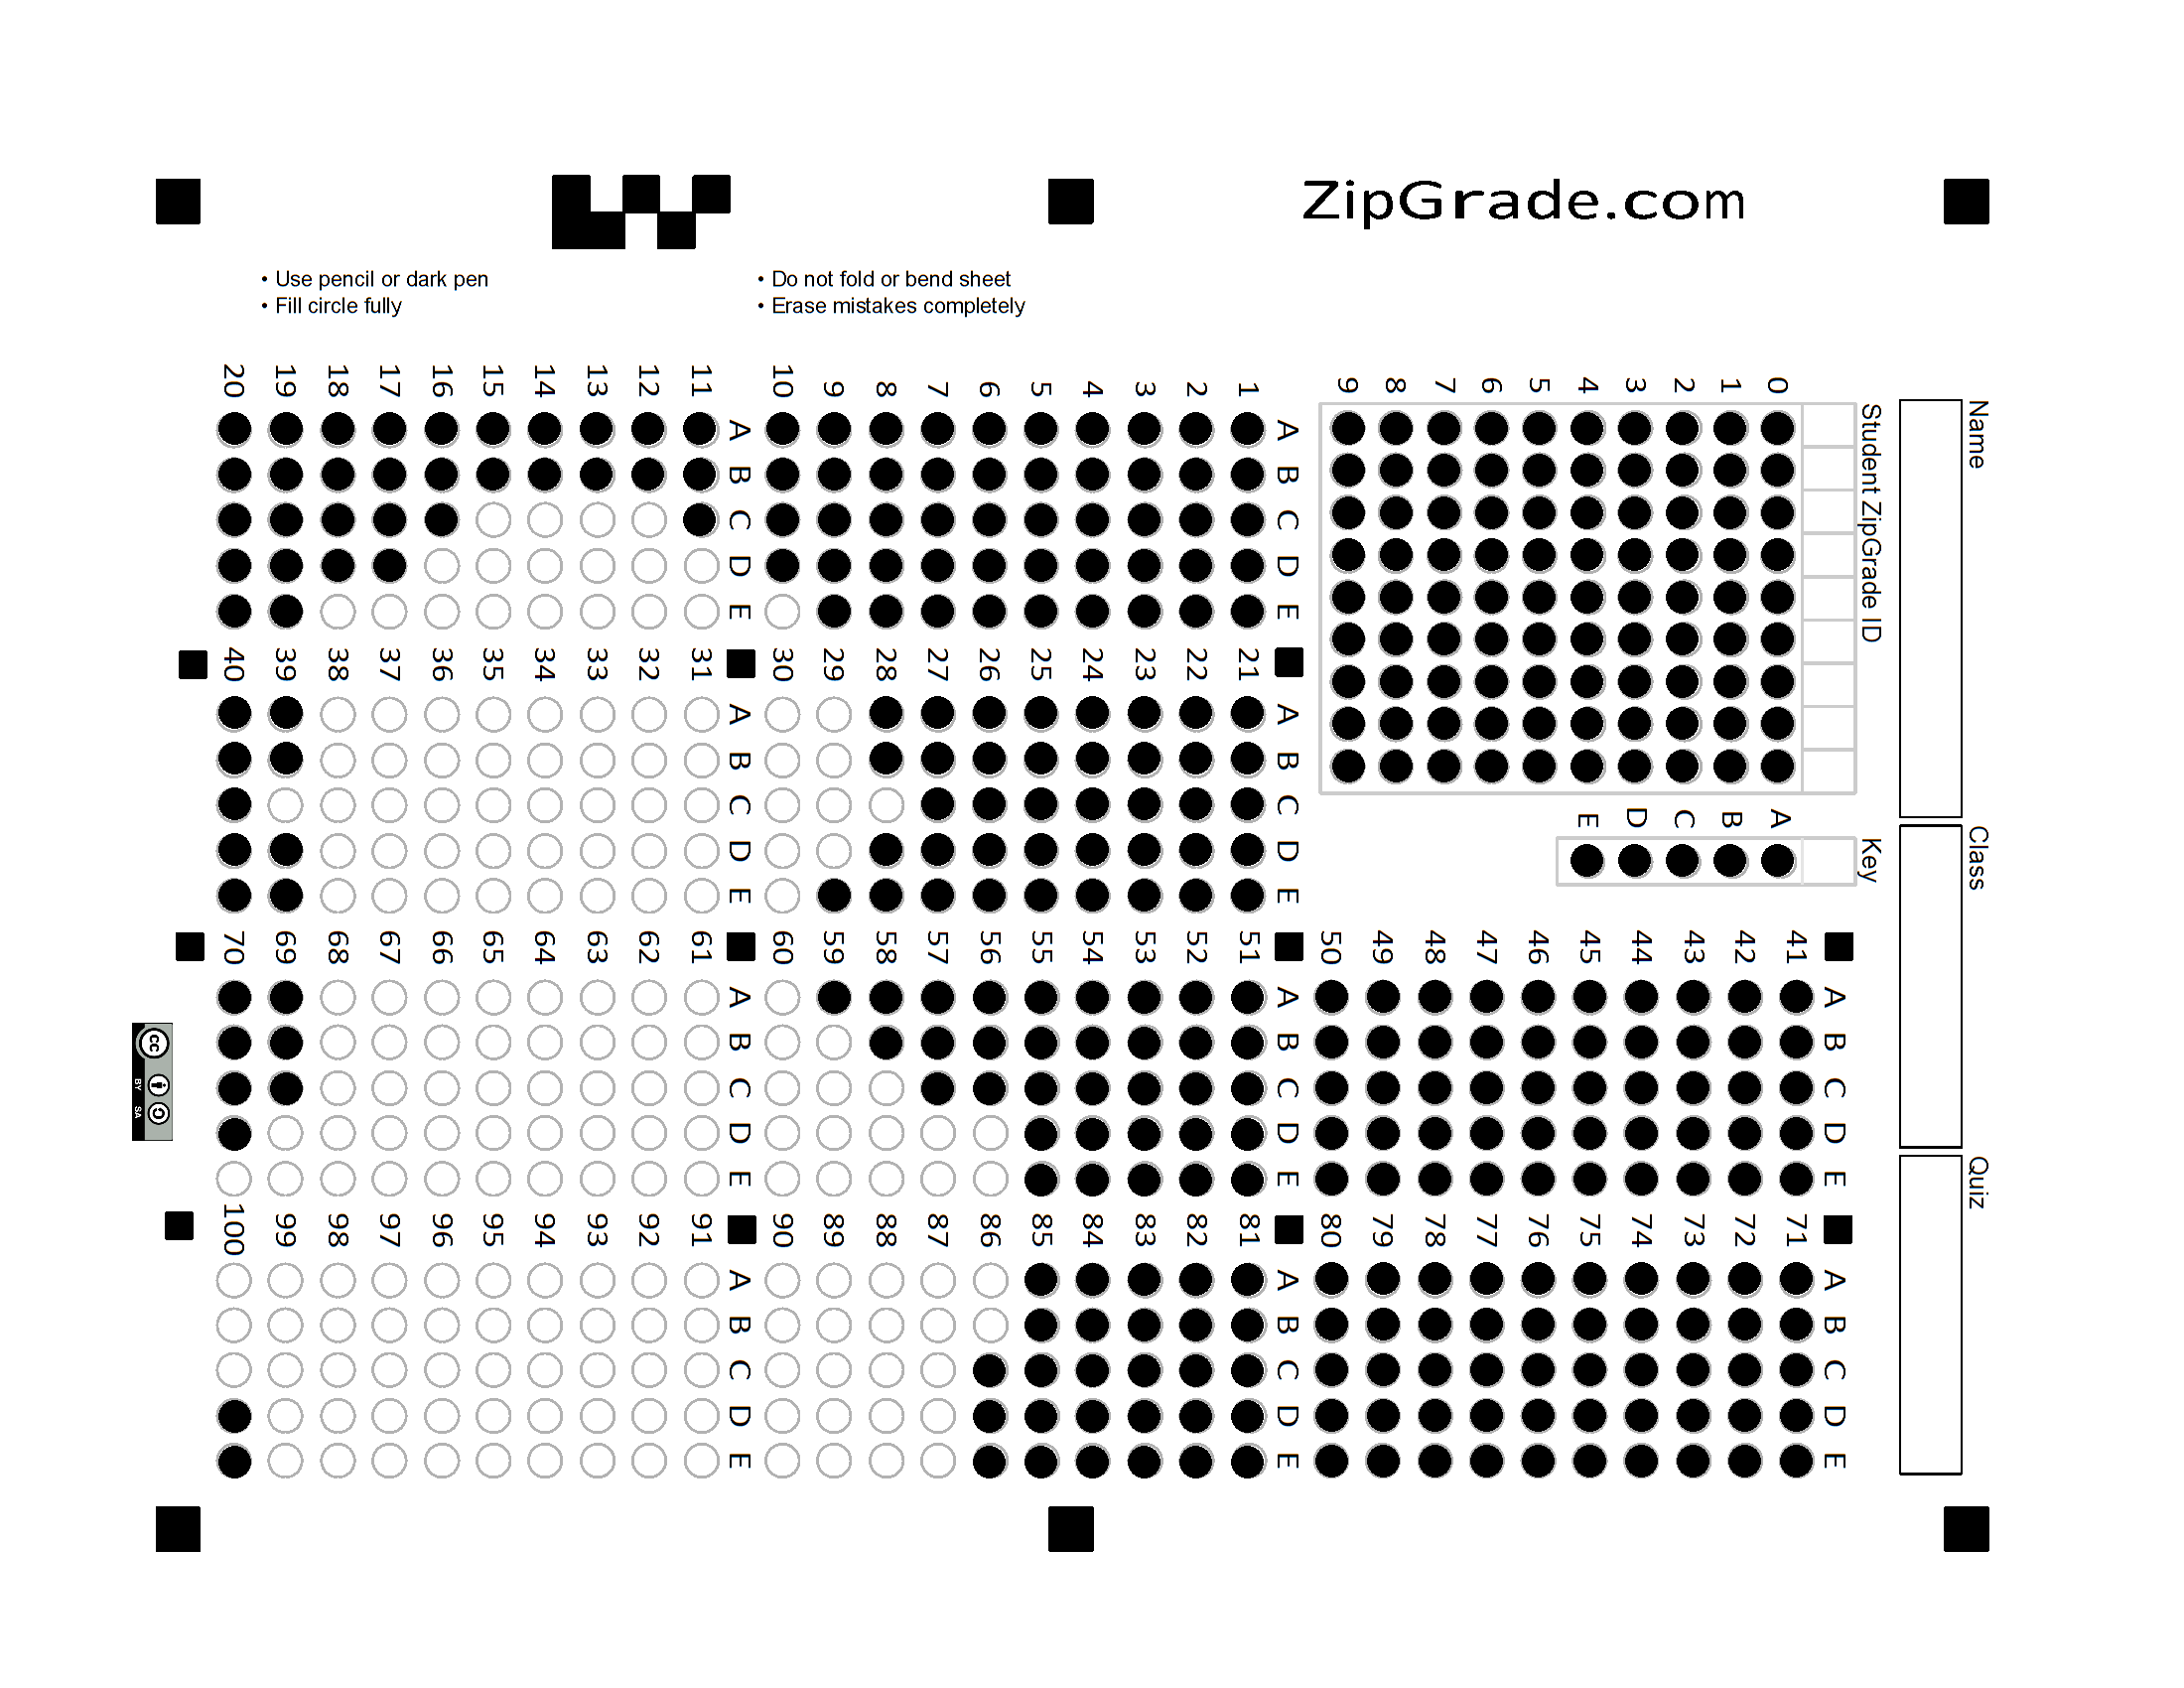 ZipGrade.com
• Use pencil or dark pen
• Fill circle fully
• Do not fold or bend sheet
• Erase mistakes completely
Name
Class
Quiz
Student ZipGrade ID
0 1 2 3 4 5 6 7 8 9
Key
A B C D E
1 2 3 4 5 6 7 8 9 10
A B C D E
11 12 13 14 15 16 17 18 19 20
A B C D E
21 22 23 24 25 26 27 28 29 30
A B C D E
31 32 33 34 35 36 37 38 39 40
A B C D E
41 42 43 44 45 46 47 48 49 50
A B C D E
51 52 53 54 55 56 57 58 59 60
A B C D E
61 62 63 64 65 66 67 68 69 70
A B C D E
71 72 73 74 75 76 77 78 79 80
A B C D E
81 82 83 84 85 86 87 88 89 90
A B C D E
91 92 93 94 95 96 97 98 99 100
A B C D E
cc
BY SA